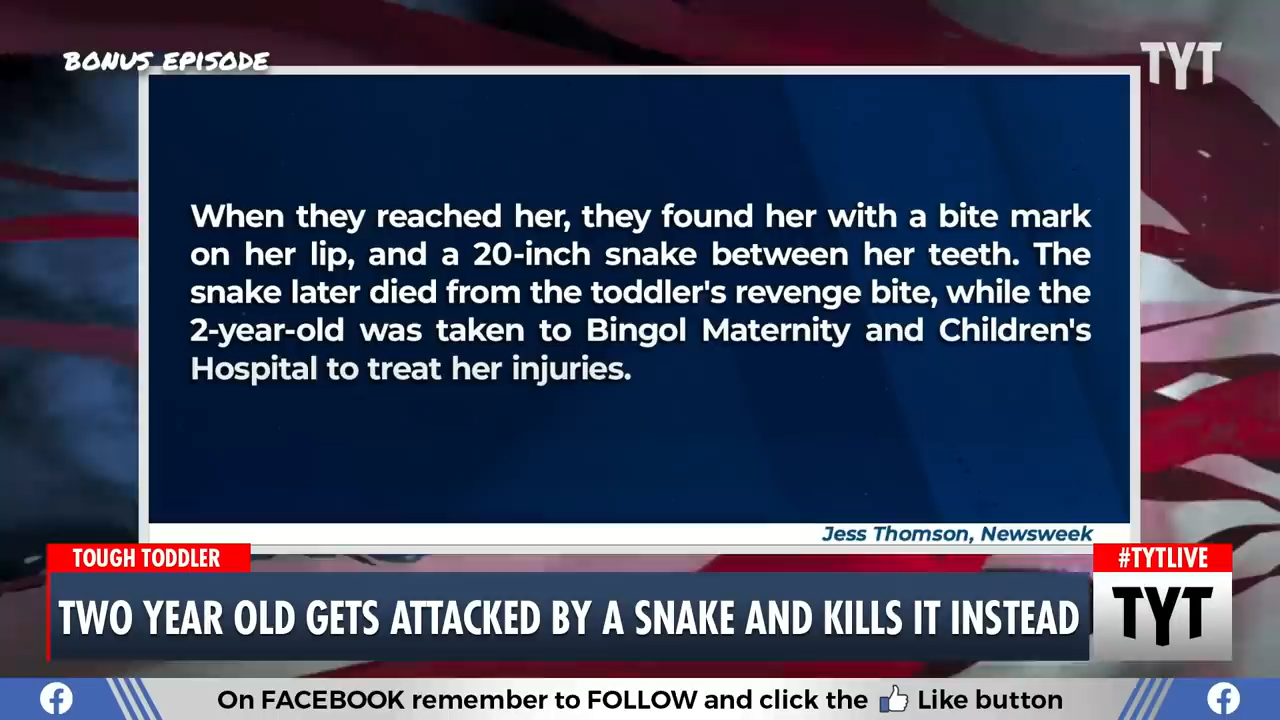 BONUS EPISODE
TYT
When they reached her, they found her with a bite mark
on her lip, and a 20-inch snake between her teeth. The
snake later died from the toddler's revenge bite, while the
2-year-old was taken to Bingol Maternity and Children's
Hospital to treat her injuries.
Jess Thomson, Newsweek
TOUGH TODDLER
#TYTLIVE
TWO YEAR OLD GETS ATTACKED BY A SNAKE AND KILLS IT INSTEAD
TYT
On FACEBOOK remember to FOLLOW and click the Like button